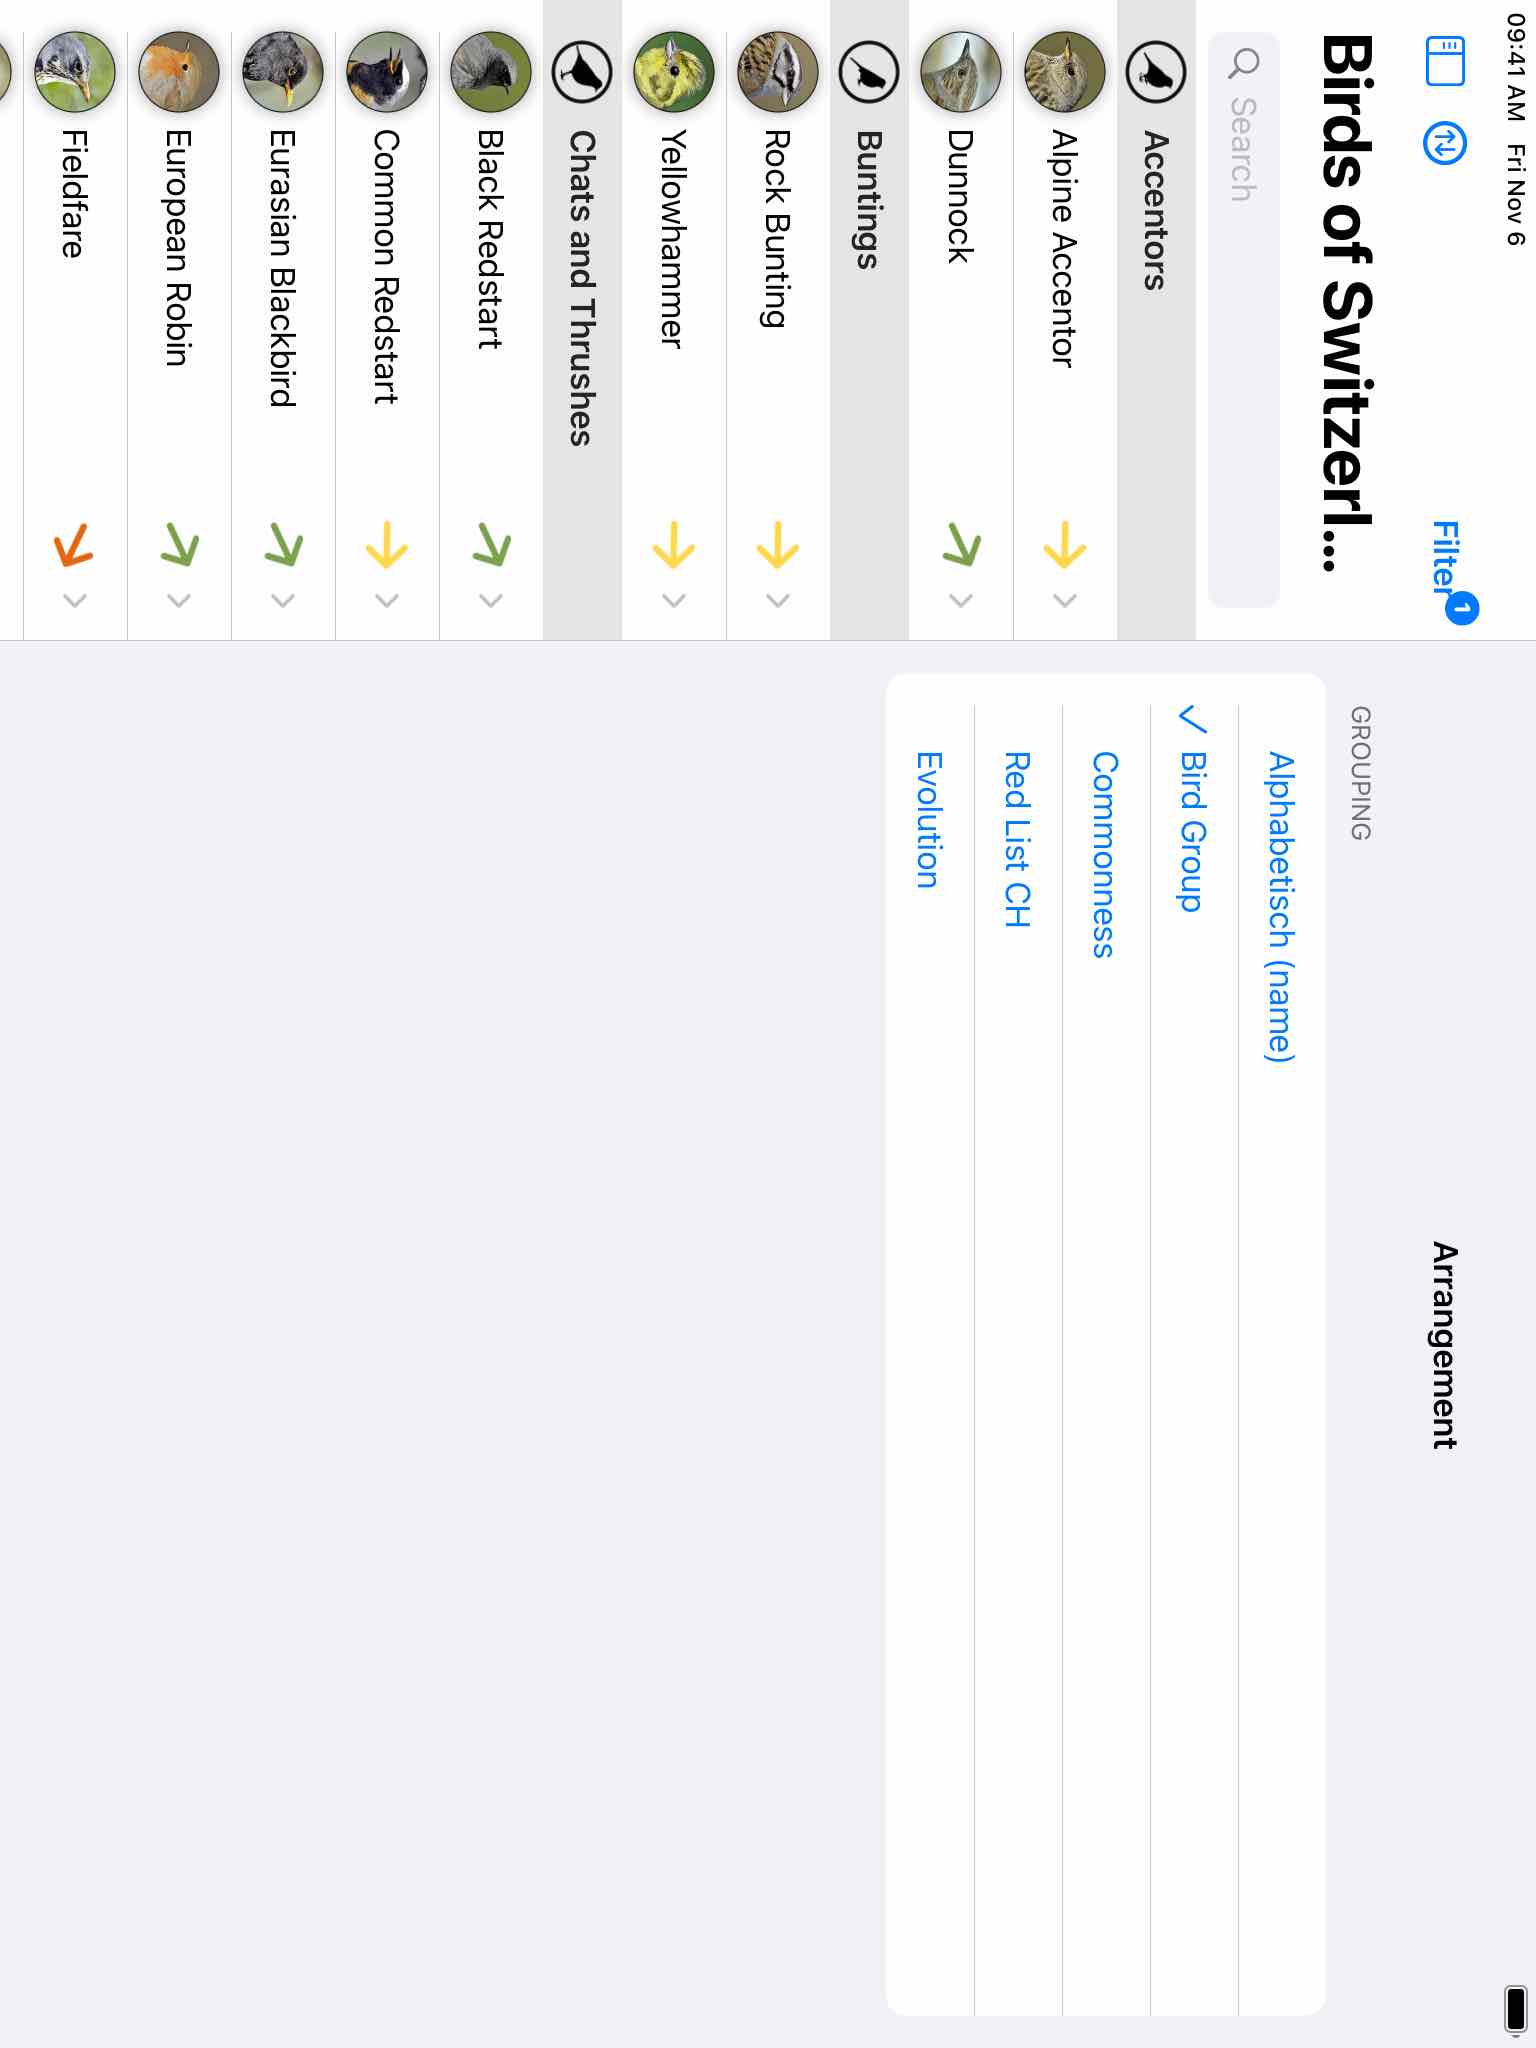 09:41 AM Fri Nov 6
Filter
1
Birds of Switzerl...
Search
Accentors
Alpine Accentor
Dunnock
Buntings
Rock Bunting
Yellowhammer
Chats and Thrushes
Black Redstart
Common Redstart
Eurasian Blackbird
European Robin
Fieldfare
Arrangement
GROUPING
Alphabetisch (name)
Bird Group
Commonness
Red List CH
Evolution